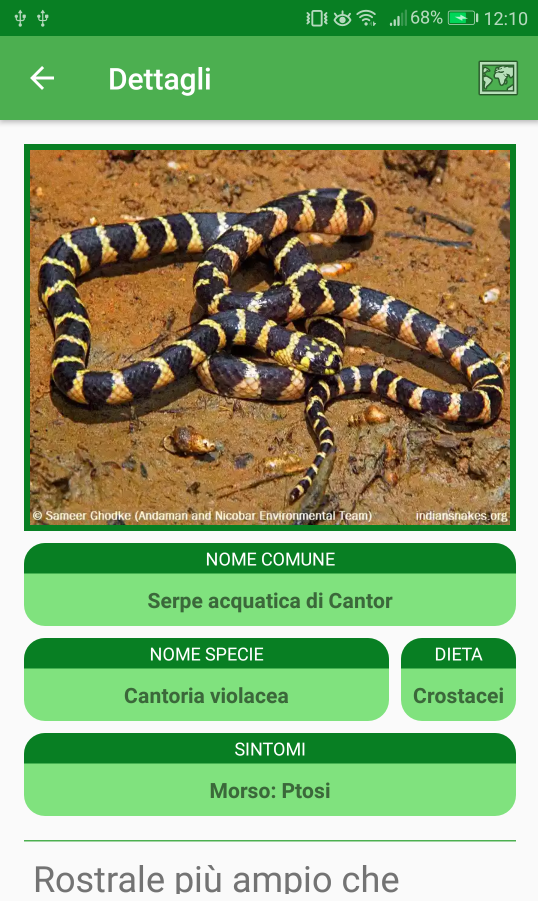 68% 12:10
Dettagli
© Sameer Ghodke (Andaman and Nicobar Environmental Team) indiansnakes.org
NOME COMUNE
Serpe acquatica di Cantor
NOME SPECIE
DIETA
Cantoria violacea
Crostacei
SINTOMI
Morso: Ptosi
Rostrale più ampio che